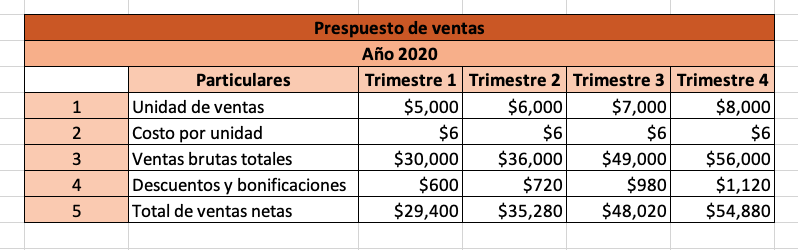 Prespuesto de ventas
Año 2020
Particulares Trimestre 1 Trimestre 2 Trimestre 3 Trimestre 4
1 Unidad de ventas $5,000 $6,000 $7,000 $8,000
2 Costo por unidad $6 $6 $6 $6
3 Ventas brutas totales $30,000 $36,000 $49,000 $56,000
4 Descuentos y bonificaciones $600 $720 $980 $1,120
5 Total de ventas netas $29,400 $35,280 $48,020 $54,880